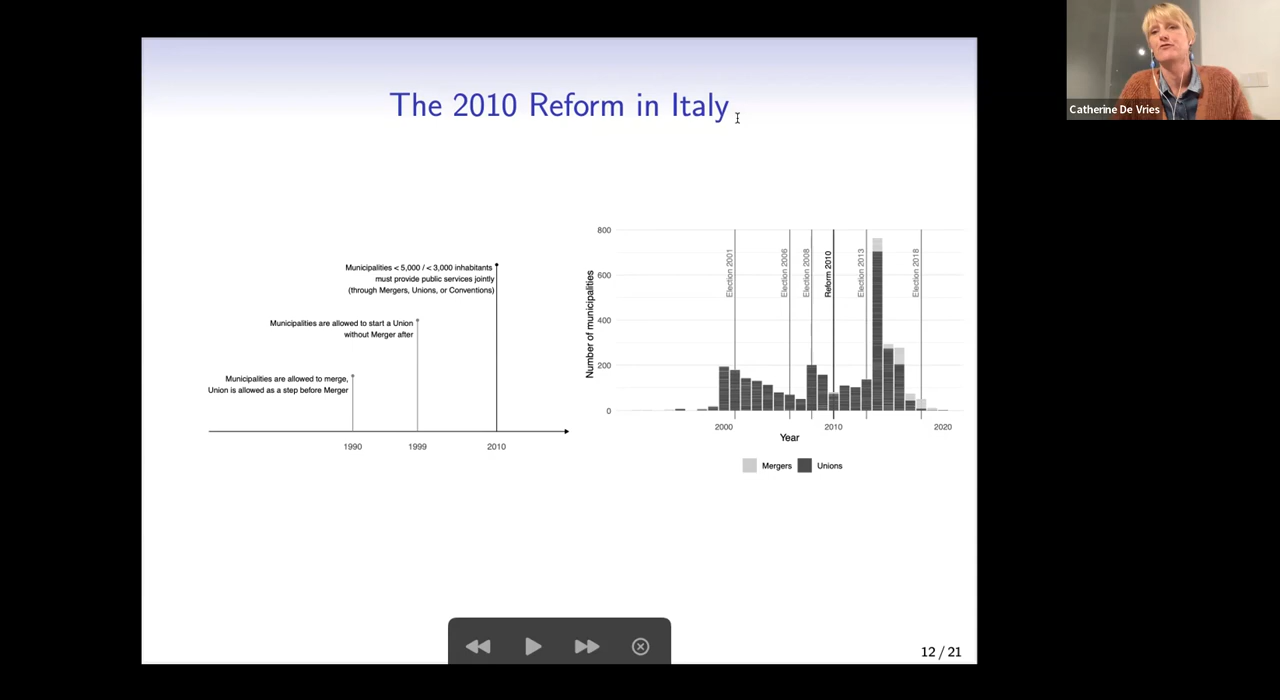 The 2010 Reform in Italy
Municipalities < 5,000 / < 3,000 inhabitants
must provide public services jointly
(through Mergers, Unions, or Conventions)
Municipalities are allowed to start a Union
without Merger after
Municipalities are allowed to merge,
Union is allowed as a step before Merger
1990
1999
2010
Number of municipalities
800
600
400
200
0
Election 2001
Election 2006
Election 2008
Reform 2010
Election 2013
Election 2018
2000
2010
2020
Year
Mergers
Unions
12 / 21
Catherine De Vries